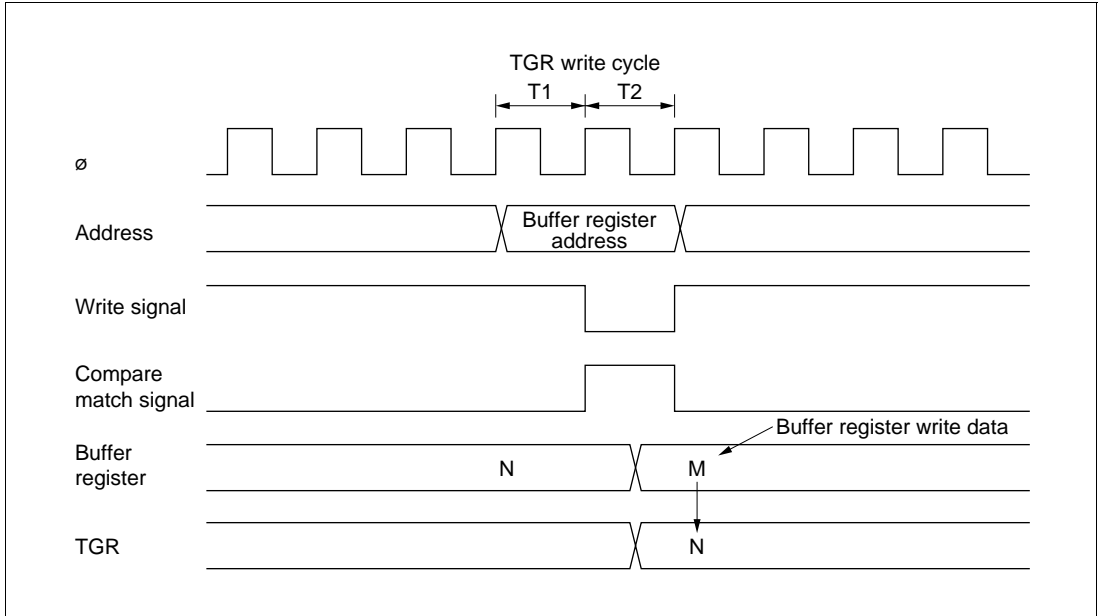 TGR write cycle
T1 T2
ø
Address
Buffer register
address
Write signal
Compare
match signal
Buffer register write data
Buffer
register
N M
TGR
N